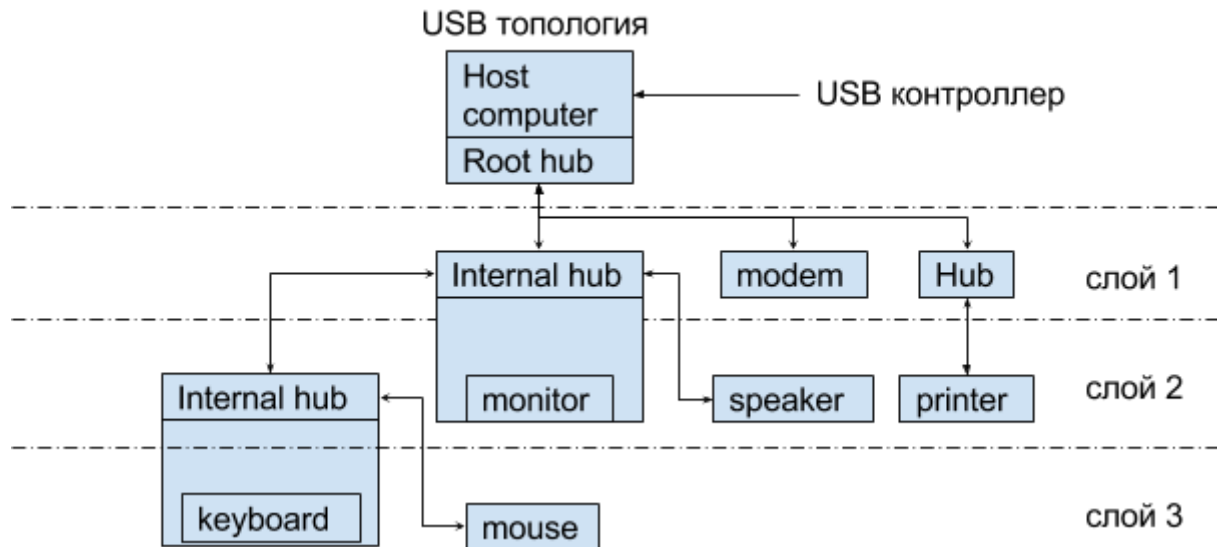 USB топология
Host
computer
USB контроллер
Root hub
Internal hub
modem
Hub
слой 1
Internal hub
monitor
speaker
printer
слой 2
keyboard
mouse
слой 3